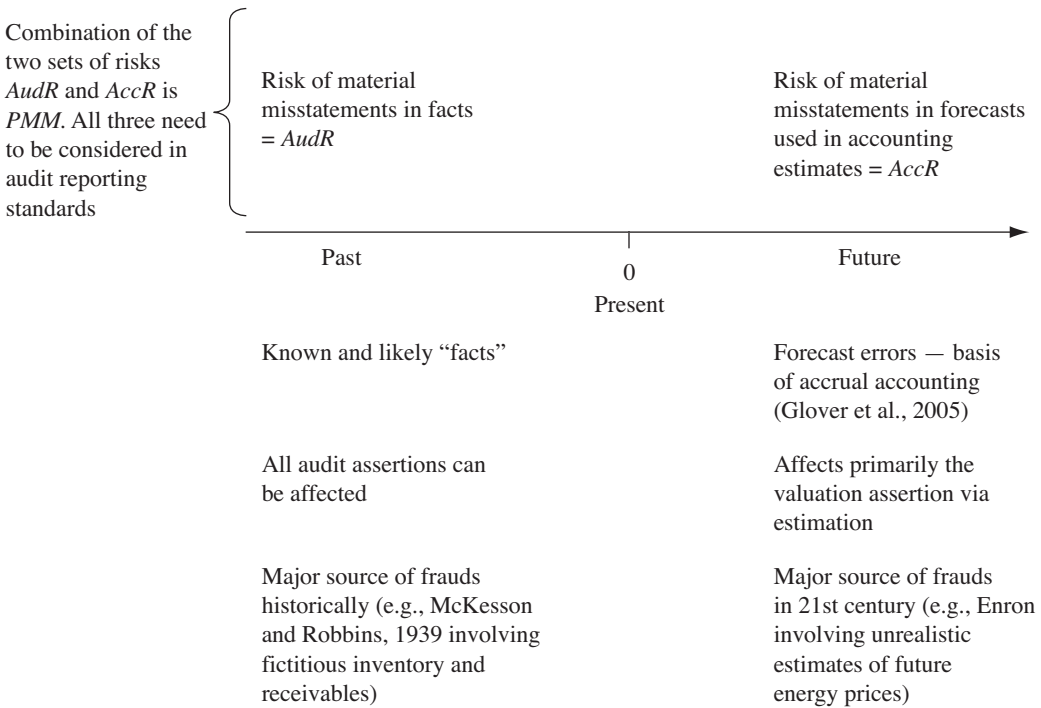 Combination of the
two sets of risks
AudR and AccR is
PMM. All three need
to be considered in
audit reporting
standards
Risk of material
misstatements in facts
= AudR
Risk of material
misstatements in forecasts
used in accounting
estimates = AccR
Past
0
Present
Future
Known and likely “facts”
Forecast errors — basis
of accrual accounting
(Glover et al., 2005)
All audit assertions can
be affected
Affects primarily the
valuation assertion via
estimation
Major source of frauds
historically (e.g., McKesson
and Robbins, 1939 involving
fictitious inventory and
receivables)
Major source of frauds
in 21st century (e.g., Enron
involving unrealistic
estimates of future
energy prices)